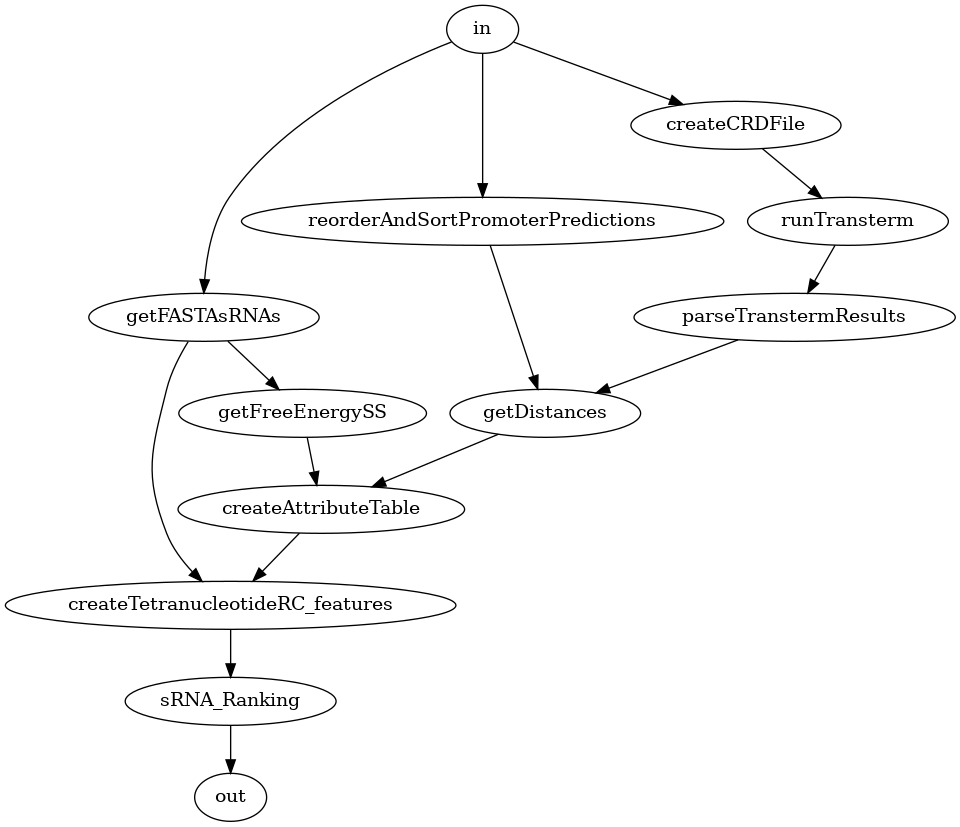 in
createCRDFile
reorderAndSortPromoterPredictions
runTransterm
getFASTAsRNAs
parseTranstermResults
getFreeEnergySS
getDistances
createAttributeTable
createTetranucleotideRC_features
sRNA_Ranking
out